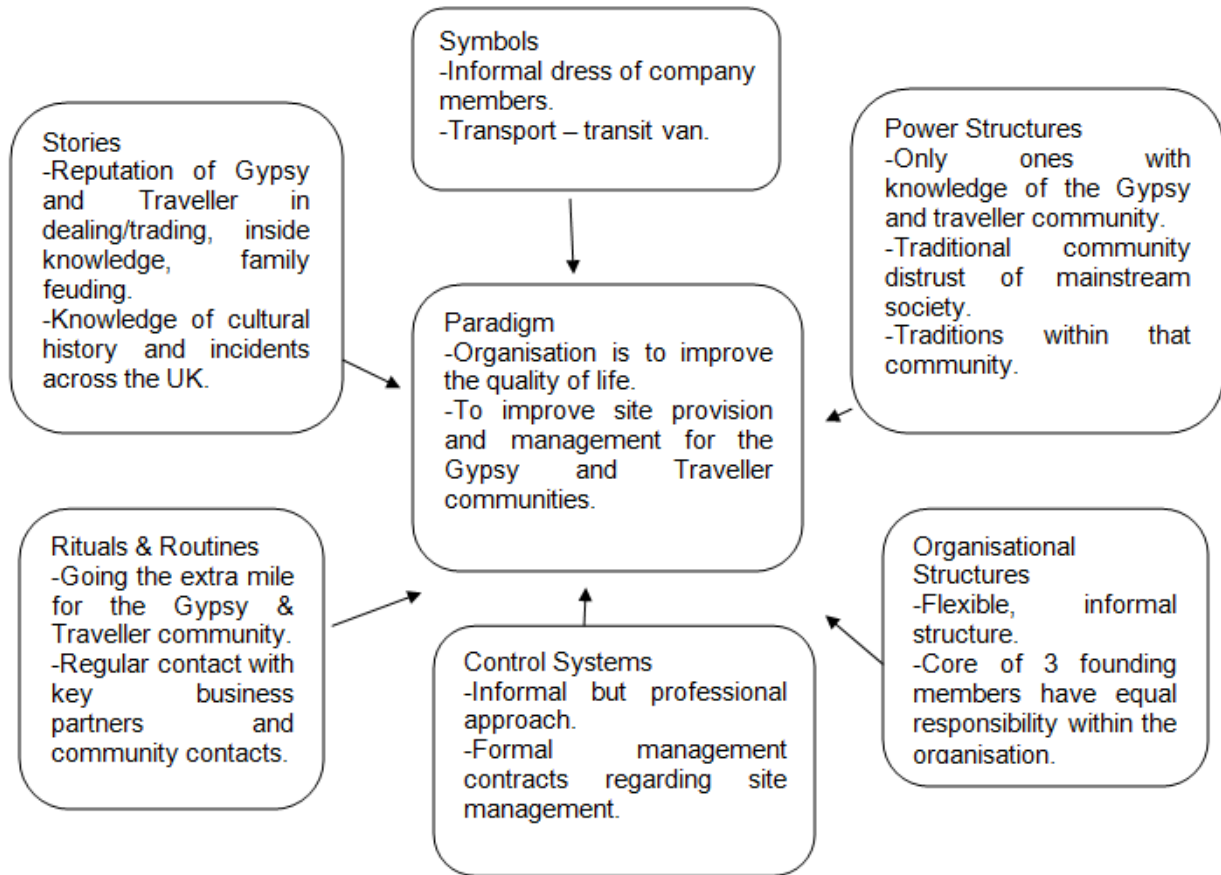 Symbols
-Informal dress of company
members.
-Transport – transit van.
Stories
-Reputation of Gypsy
and Traveller in
dealing/trading, inside
knowledge, family
feuding.
-Knowledge of cultural
history and incidents
across the UK.
Power Structures
-Only ones with
knowledge of the Gypsy
and traveller community.
-Traditional community
distrust of mainstream
society.
-Traditions within that
community.
Paradigm
-Organisation is to improve
the quality of life.
-To improve site provision
and management for the
Gypsy and Traveller
communities.
Rituals & Routines
-Going the extra mile
for the Gypsy &
Traveller community.
-Regular contact with
key business
partners and
community contacts.
Control Systems
-Informal but professional
approach.
-Formal management
contracts regarding site
management.
Organisational
Structures
-Flexible, informal
structure.
-Core of 3 founding
members have equal
responsibility within the
organisation.